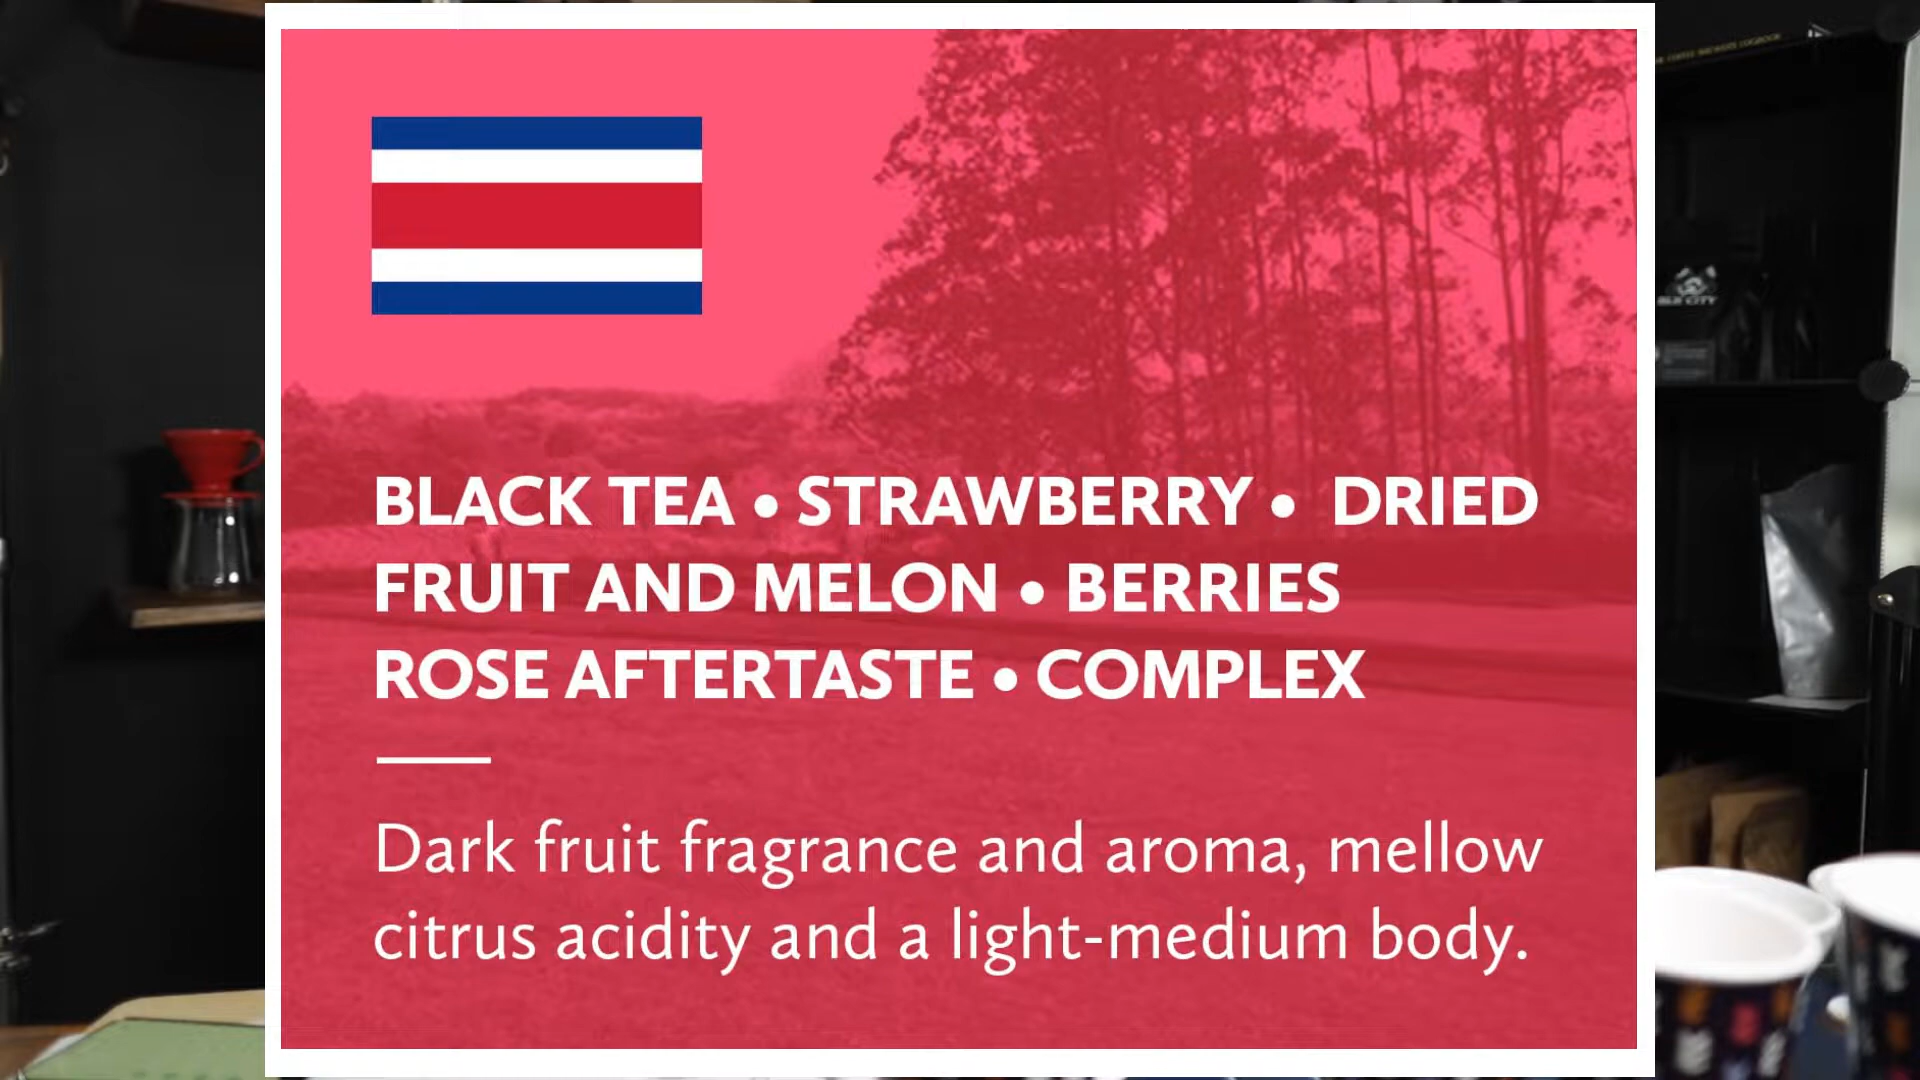 BLACK TEA • STRAWBERRY • DRIED
FRUIT AND MELON • BERRIES
ROSE AFTERTASTE • COMPLEX
Dark fruit fragrance and aroma, mellow
citrus acidity and a light-medium body.